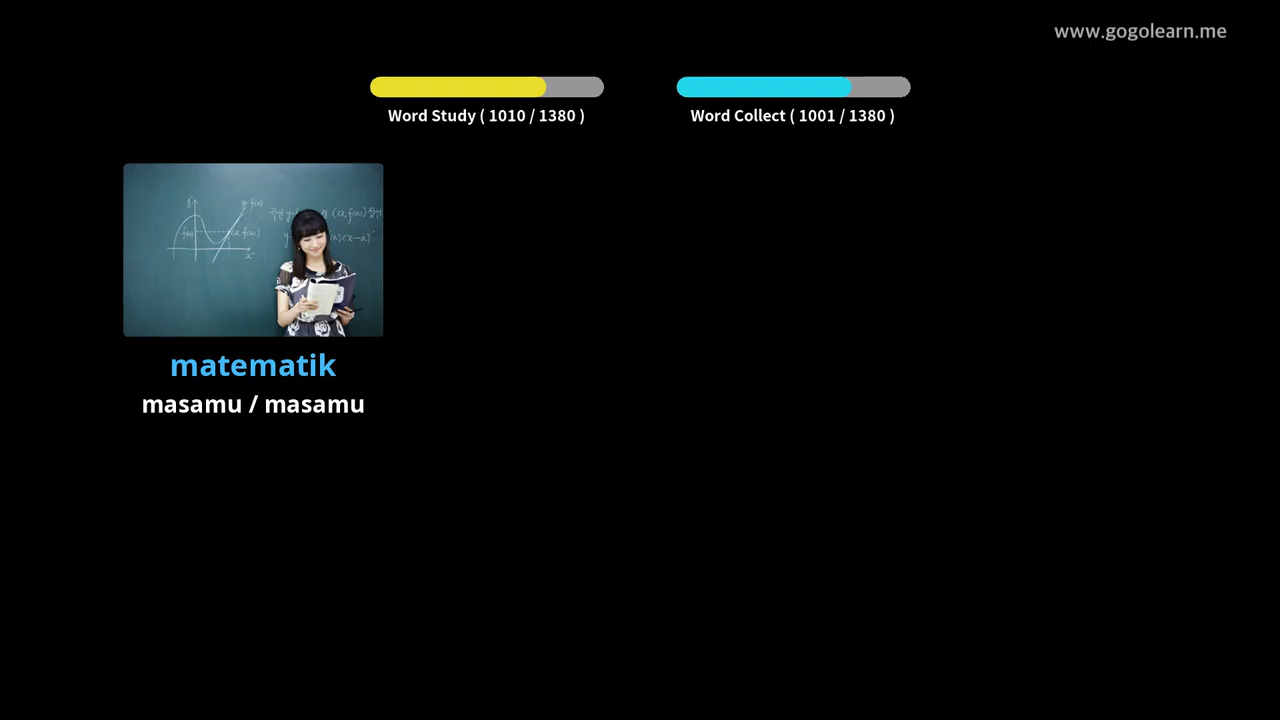 www.gogolearn.me
Word Study ( 1010 / 1380 )
Word Collect ( 1001 / 1380 )
matematik
masamu / masamu